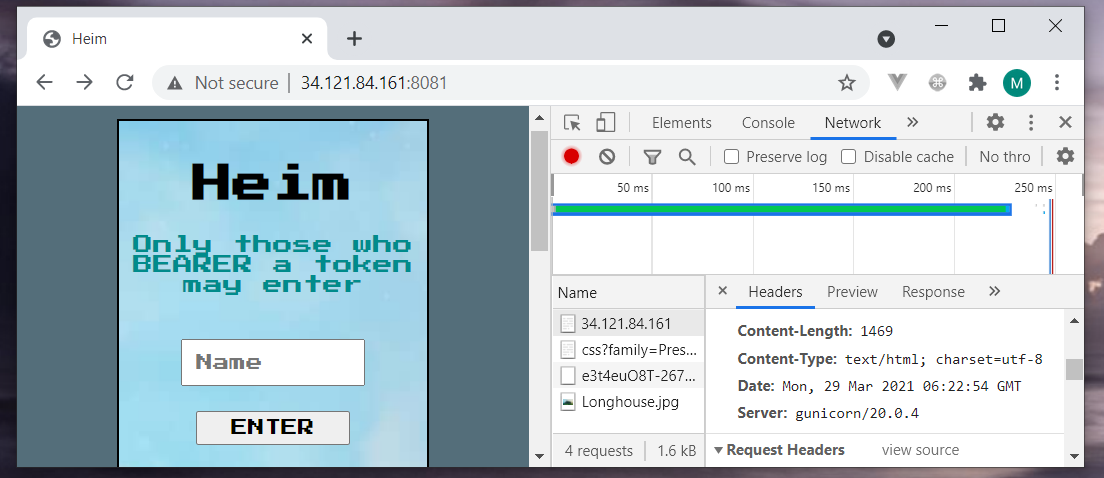 Heim
Not secure | 34.121.84.161:8081
Heim
Only those who
BEARER a token
may enter
Name
ENTER
Elements Console Network
Preserve log Disable cache No thro
50 ms 100 ms 150 ms 200 ms 250 ms
Name
34.121.84.161
css?family=Pres...
e3t4euO8T-267...
Longhouse.jpg
4 requests 1.6 kB
Headers Preview Response
Content-Length: 1469
Content-Type: text/html; charset=utf-8
Date: Mon, 29 Mar 2021 06:22:54 GMT
Server: gunicorn/20.0.4
Request Headers view source
M